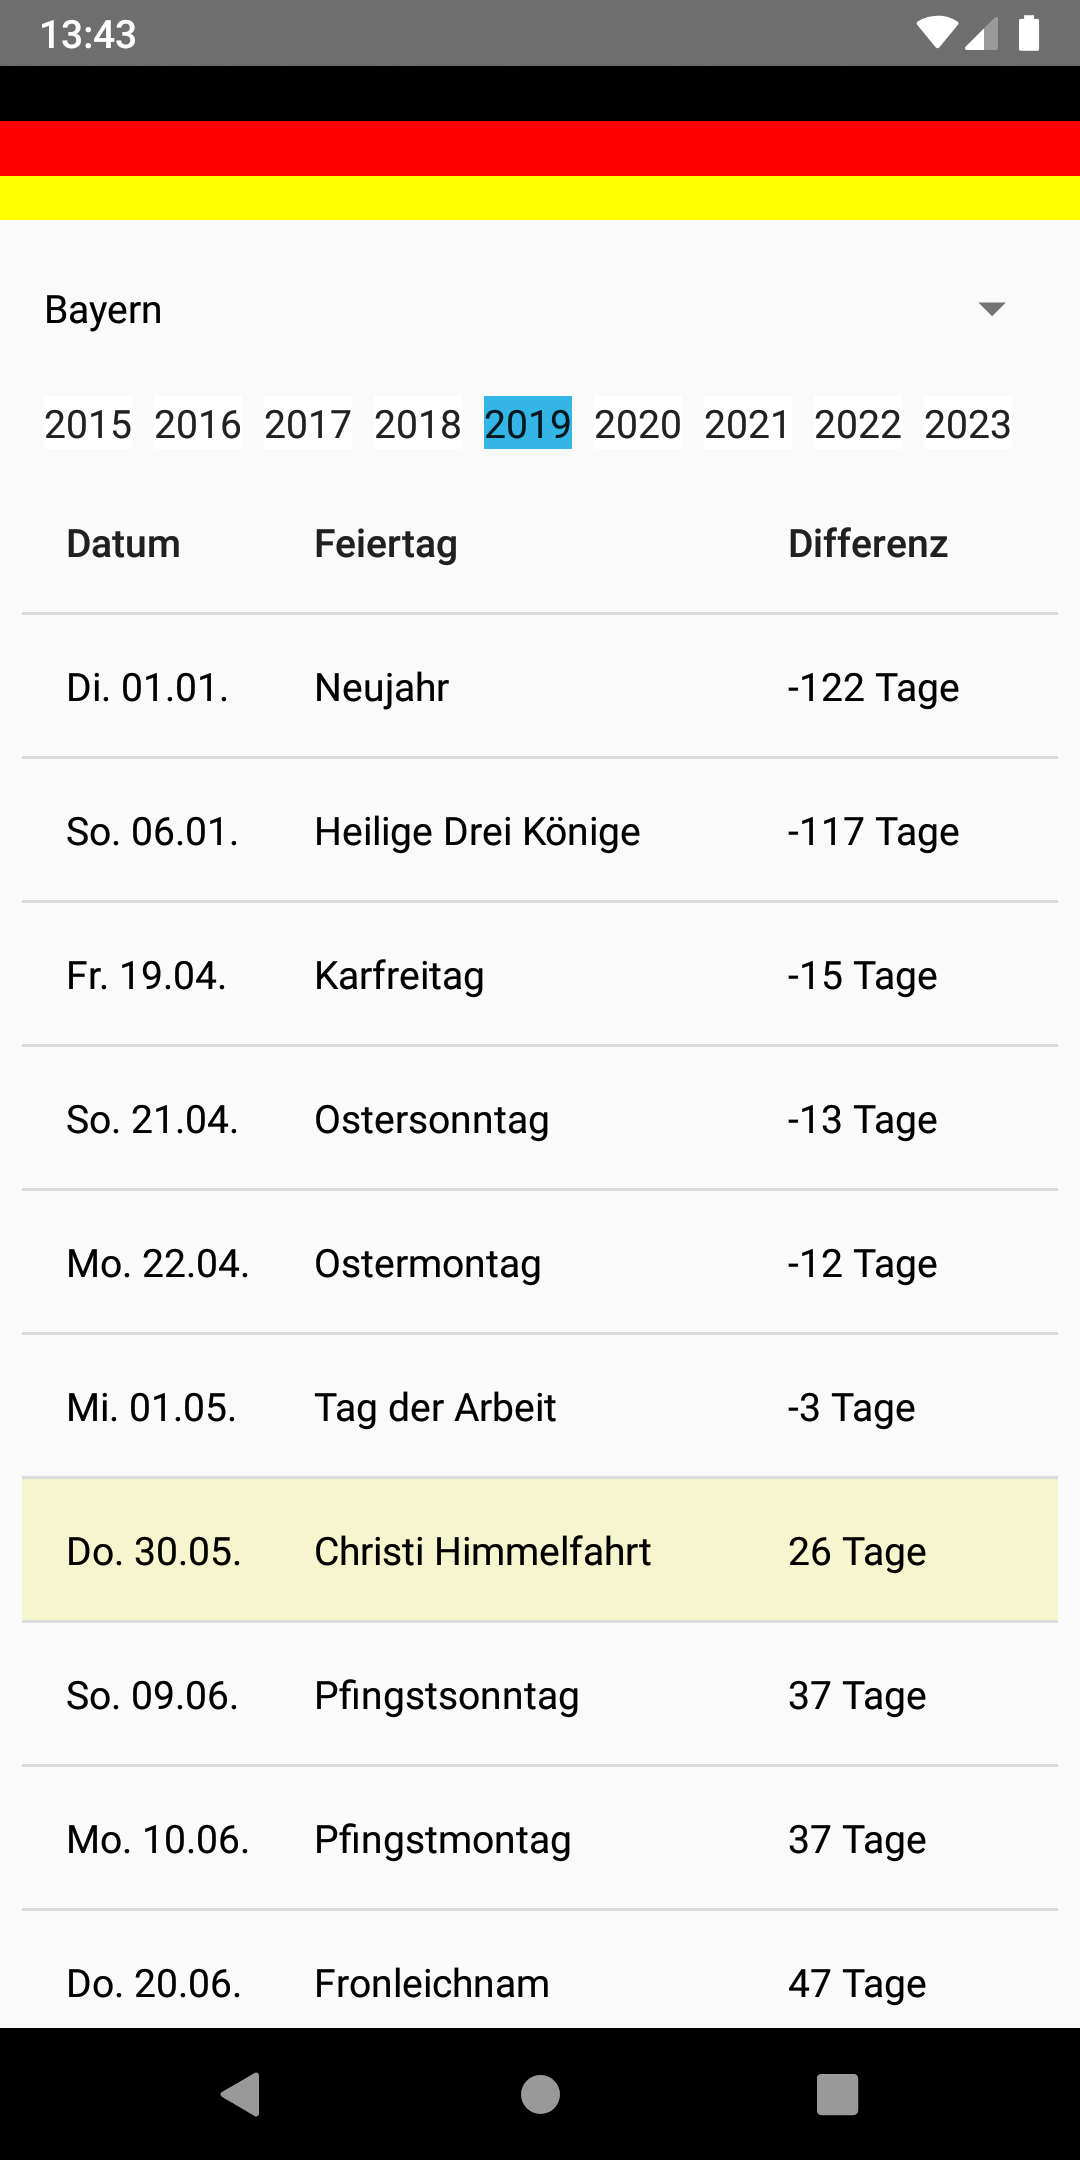 13:43
Bayern
2015 2016 2017 2018 2019 2020 2021 2022 2023
Datum Feiertag Differenz
Di. 01.01. Neujahr -122 Tage
So. 06.01. Heilige Drei Könige -117 Tage
Fr. 19.04. Karfreitag -15 Tage
So. 21.04. Ostersonntag -13 Tage
Mo. 22.04. Ostermontag -12 Tage
Mi. 01.05. Tag der Arbeit -3 Tage
Do. 30.05. Christi Himmelfahrt 26 Tage
So. 09.06. Pfingstsonntag 37 Tage
Mo. 10.06. Pfingstmontag 37 Tage
Do. 20.06. Fronleichnam 47 Tage